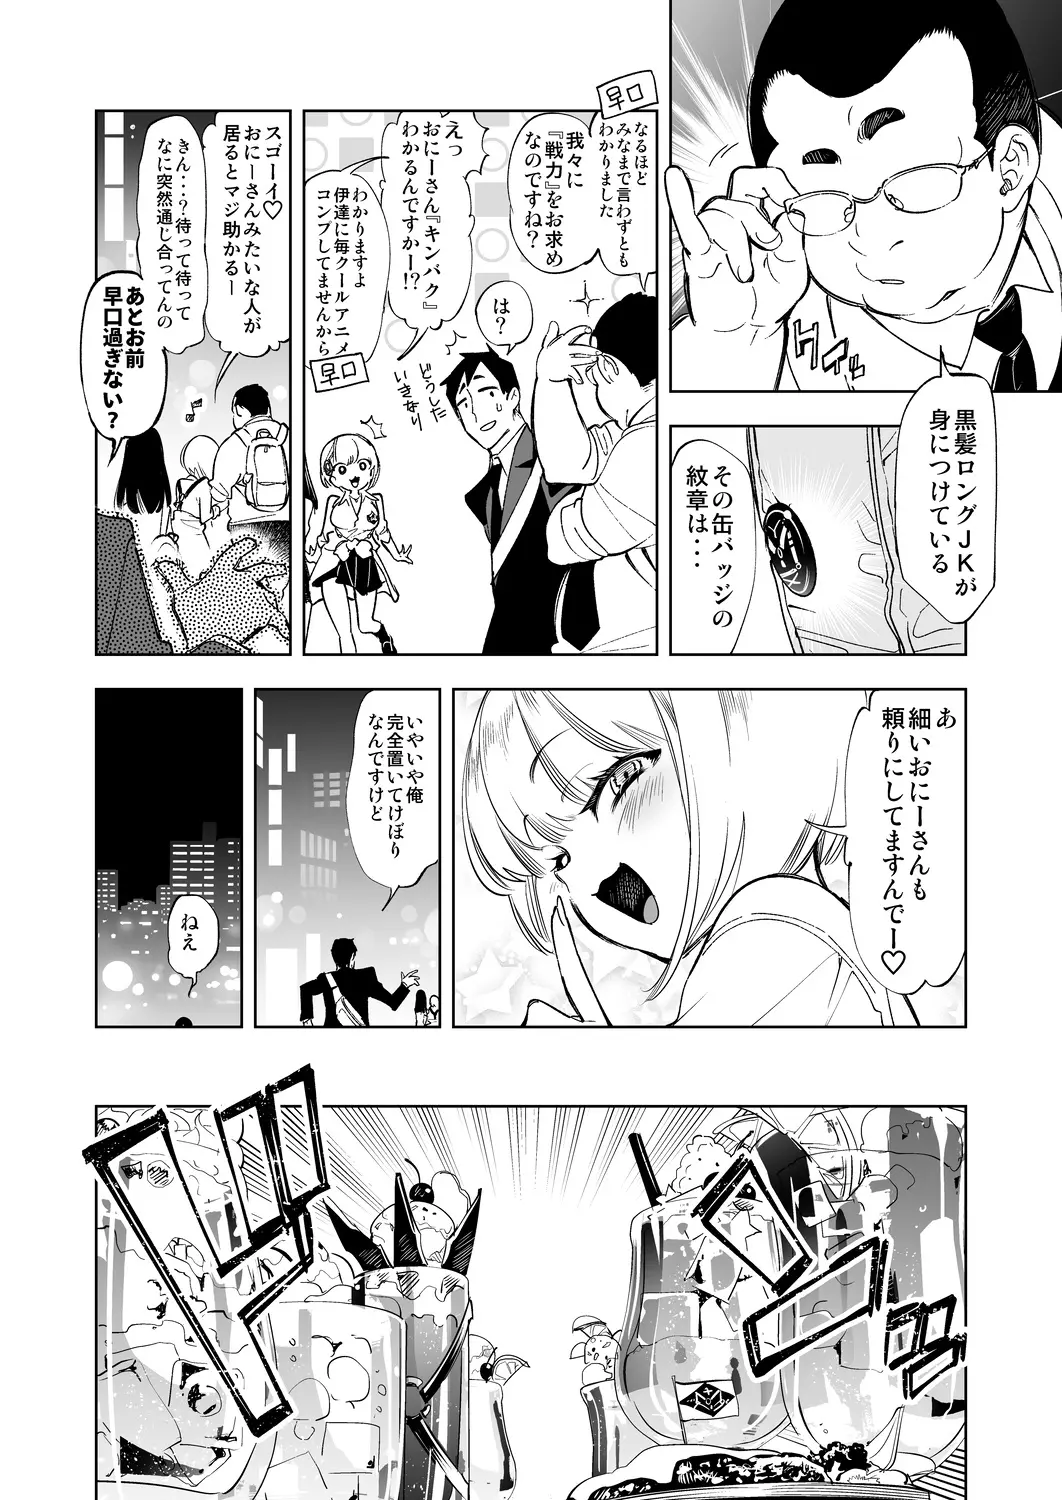 グイッ
黒髪ロングJKが
身につけている
その缶バッジの
紋章は・・・
早口
なるほど
みなまで言わずとも
わかりました
我々に
『戦力』をお求め
なのですね?
は?
えっ
おにーさん『キンバク』
わかるんですかー!?
どうした
いきなり
わかりますよ
伊達に毎クールアニメ
コンプしてませんから
早口
スゴーイ♡
おにーさんみたいな人が
居るとマジ助かるー
きん・・・?待って待って
なに突然通じ合ってんの
あとお前
早口過ぎない?
あ
細いおにーさんも
頼りにしてますんでー♡
いやいや俺
完全置いてけぼり
なんですけど
ねえ